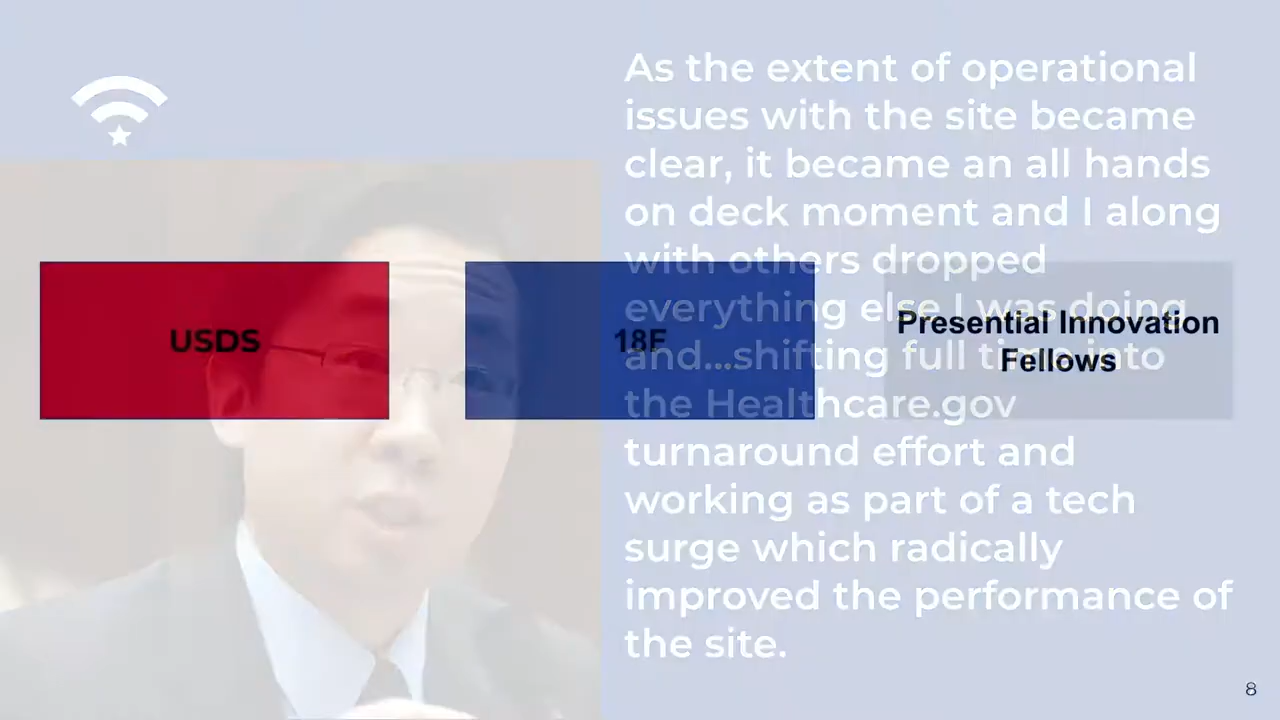 As the extent of operational
issues with the site became
clear, it became an all hands
on deck moment and I along
with others dropped
everything else I was doing
and...shifting full time into
the Healthcare.gov
turnaround effort and
working as part of a tech
surge which radically
improved the performance of
the site.
USDS
18F
Presential Innovation
Fellows
8